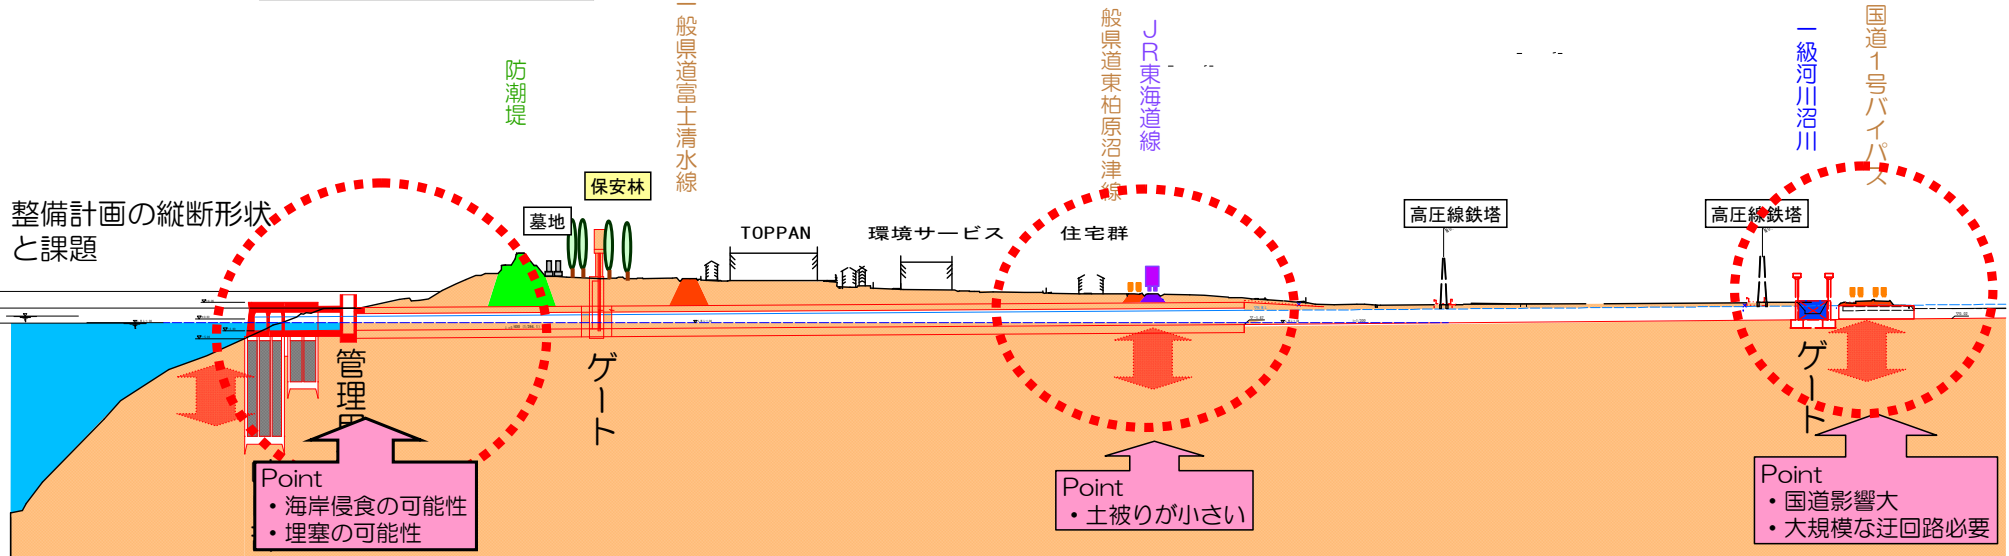 一般県道富士清水線
般県道東柏原沼津線
JR東海道線
一級河川沼川
国道1号バイパス
防潮堤
保安林
墓地
整備計画の縦断形状
と課題
TOPPAN
環境サービス
住宅群
高圧線鉄塔
高圧線鉄塔
管理用
ゲート
ゲート
Point
・海岸侵食の可能性
・埋塞の可能性
Point
・土被りが小さい
Point
・国道影響大
・大規模な迂回路必要